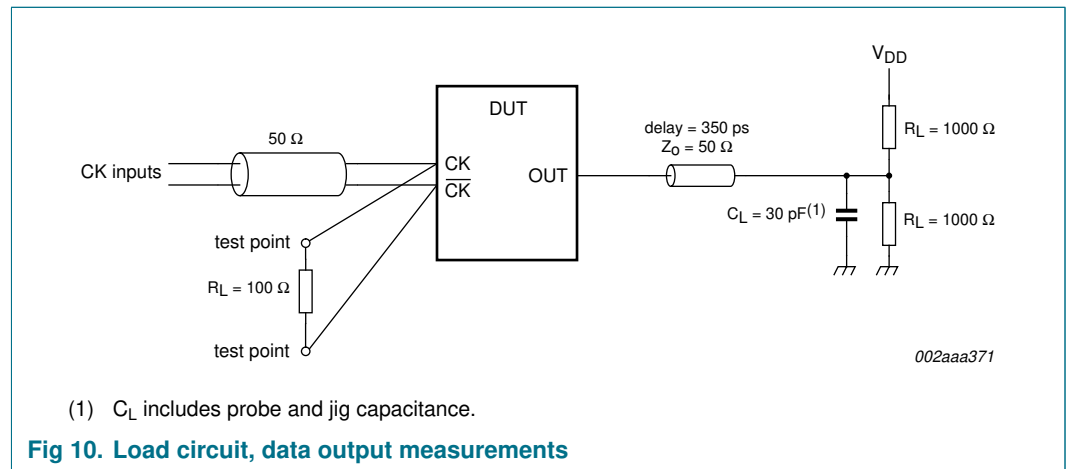 V_DD
R_L = 1000 Ω
delay = 350 ps
Z_o = 50 Ω
DUT
50 Ω
CK inputs
CK
C̅K̅
OUT
C_L = 30 pF(1)
R_L = 1000 Ω
test point
R_L = 100 Ω
test point
002aaa371
(1) C_L includes probe and jig capacitance.
Fig 10. Load circuit, data output measurements